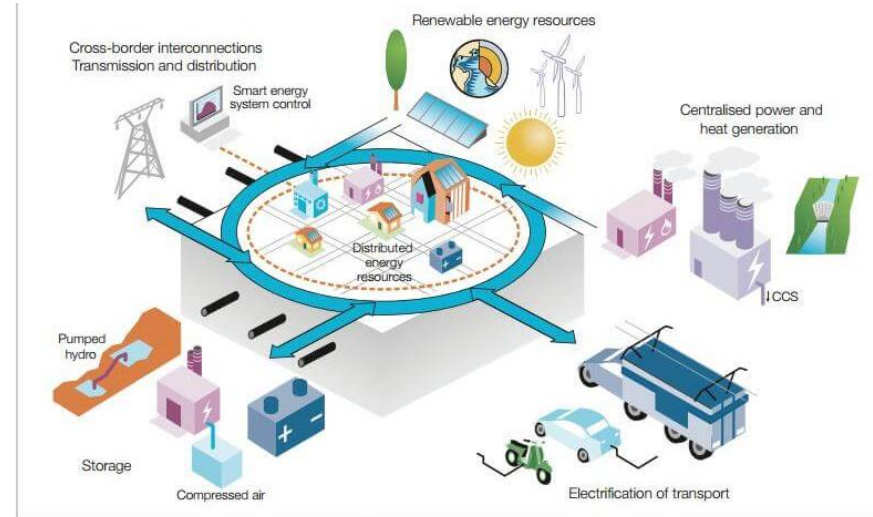 Renewable energy resources
Cross-border interconnections
Transmission and distribution
Smart energy
system control
Centralised power and
heat generation
Distributed
energy
resources
CCS
Pumped
hydro
Storage
Compressed air
Electrification of transport